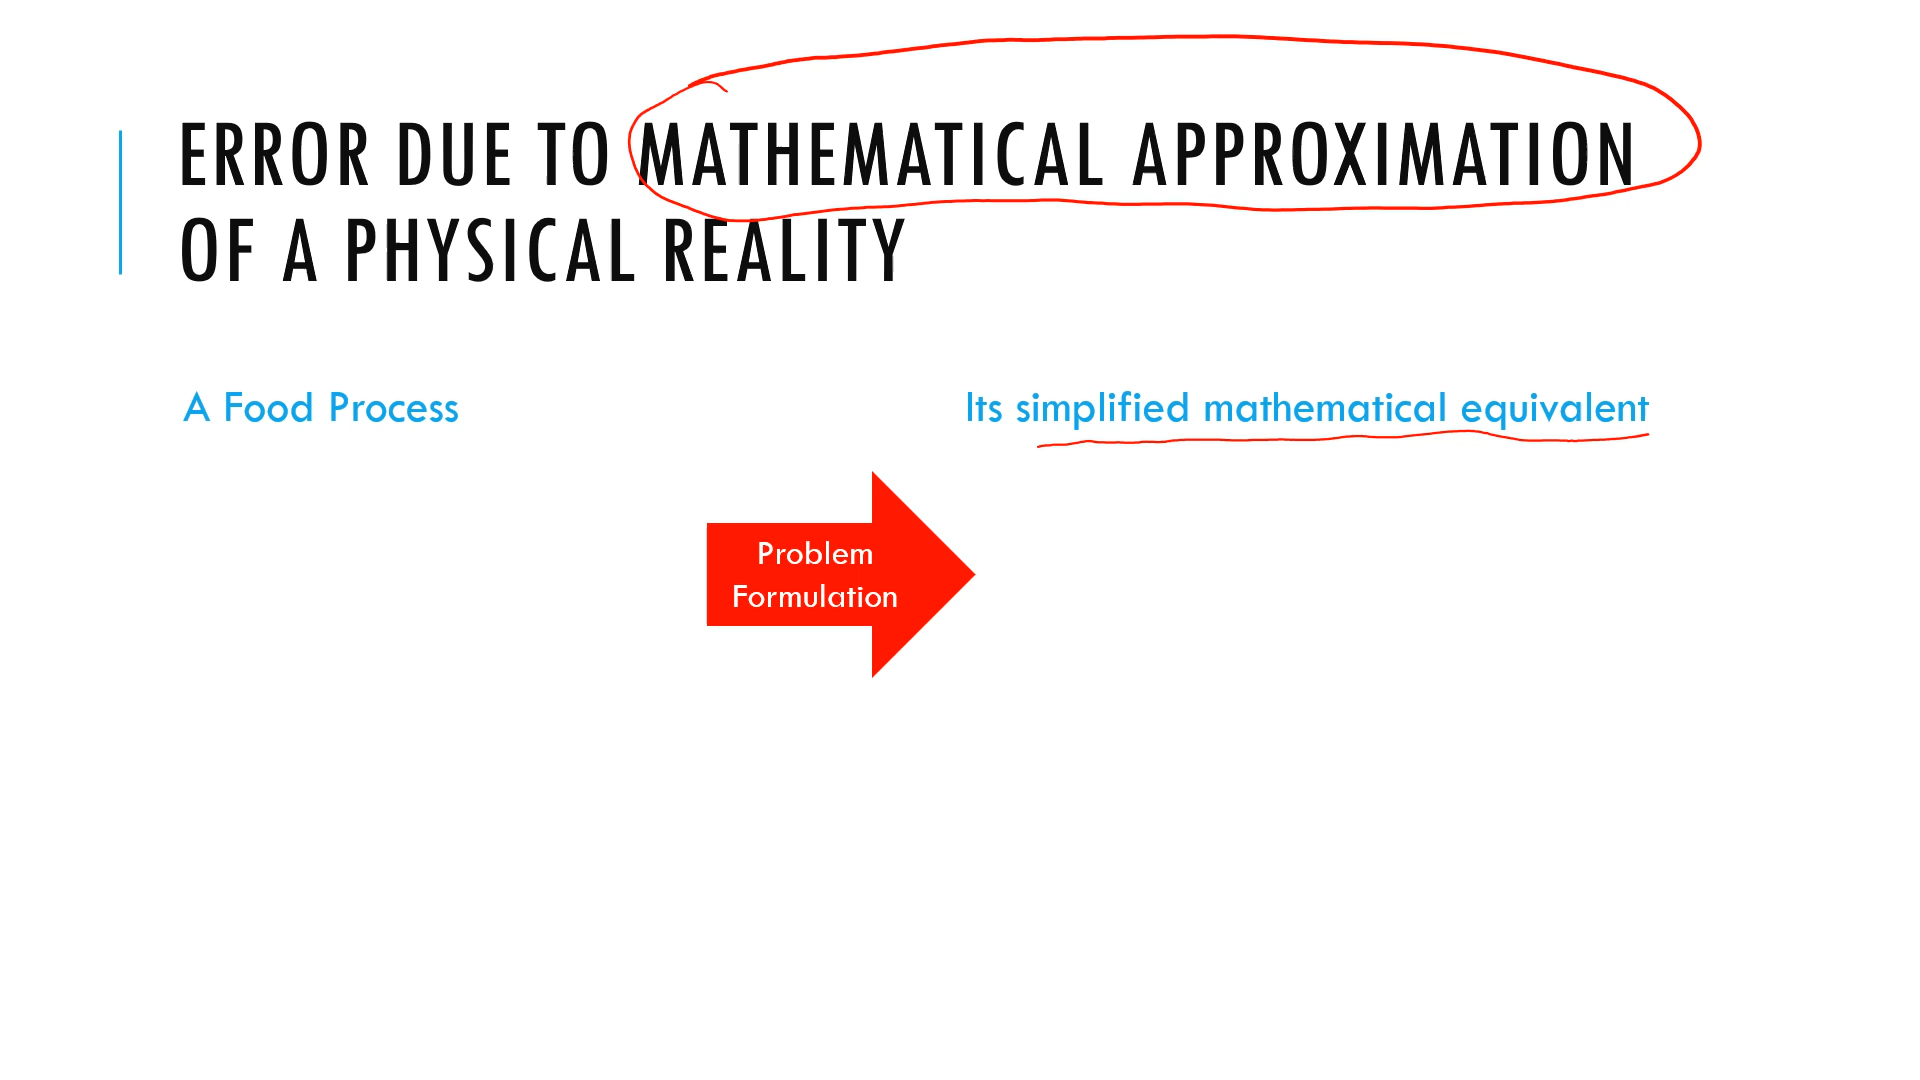 ERROR DUE TO MATHEMATICAL APPROXIMATION
OF A PHYSICAL REALITY
A Food Process
Its simplified mathematical equivalent
Problem
Formulation